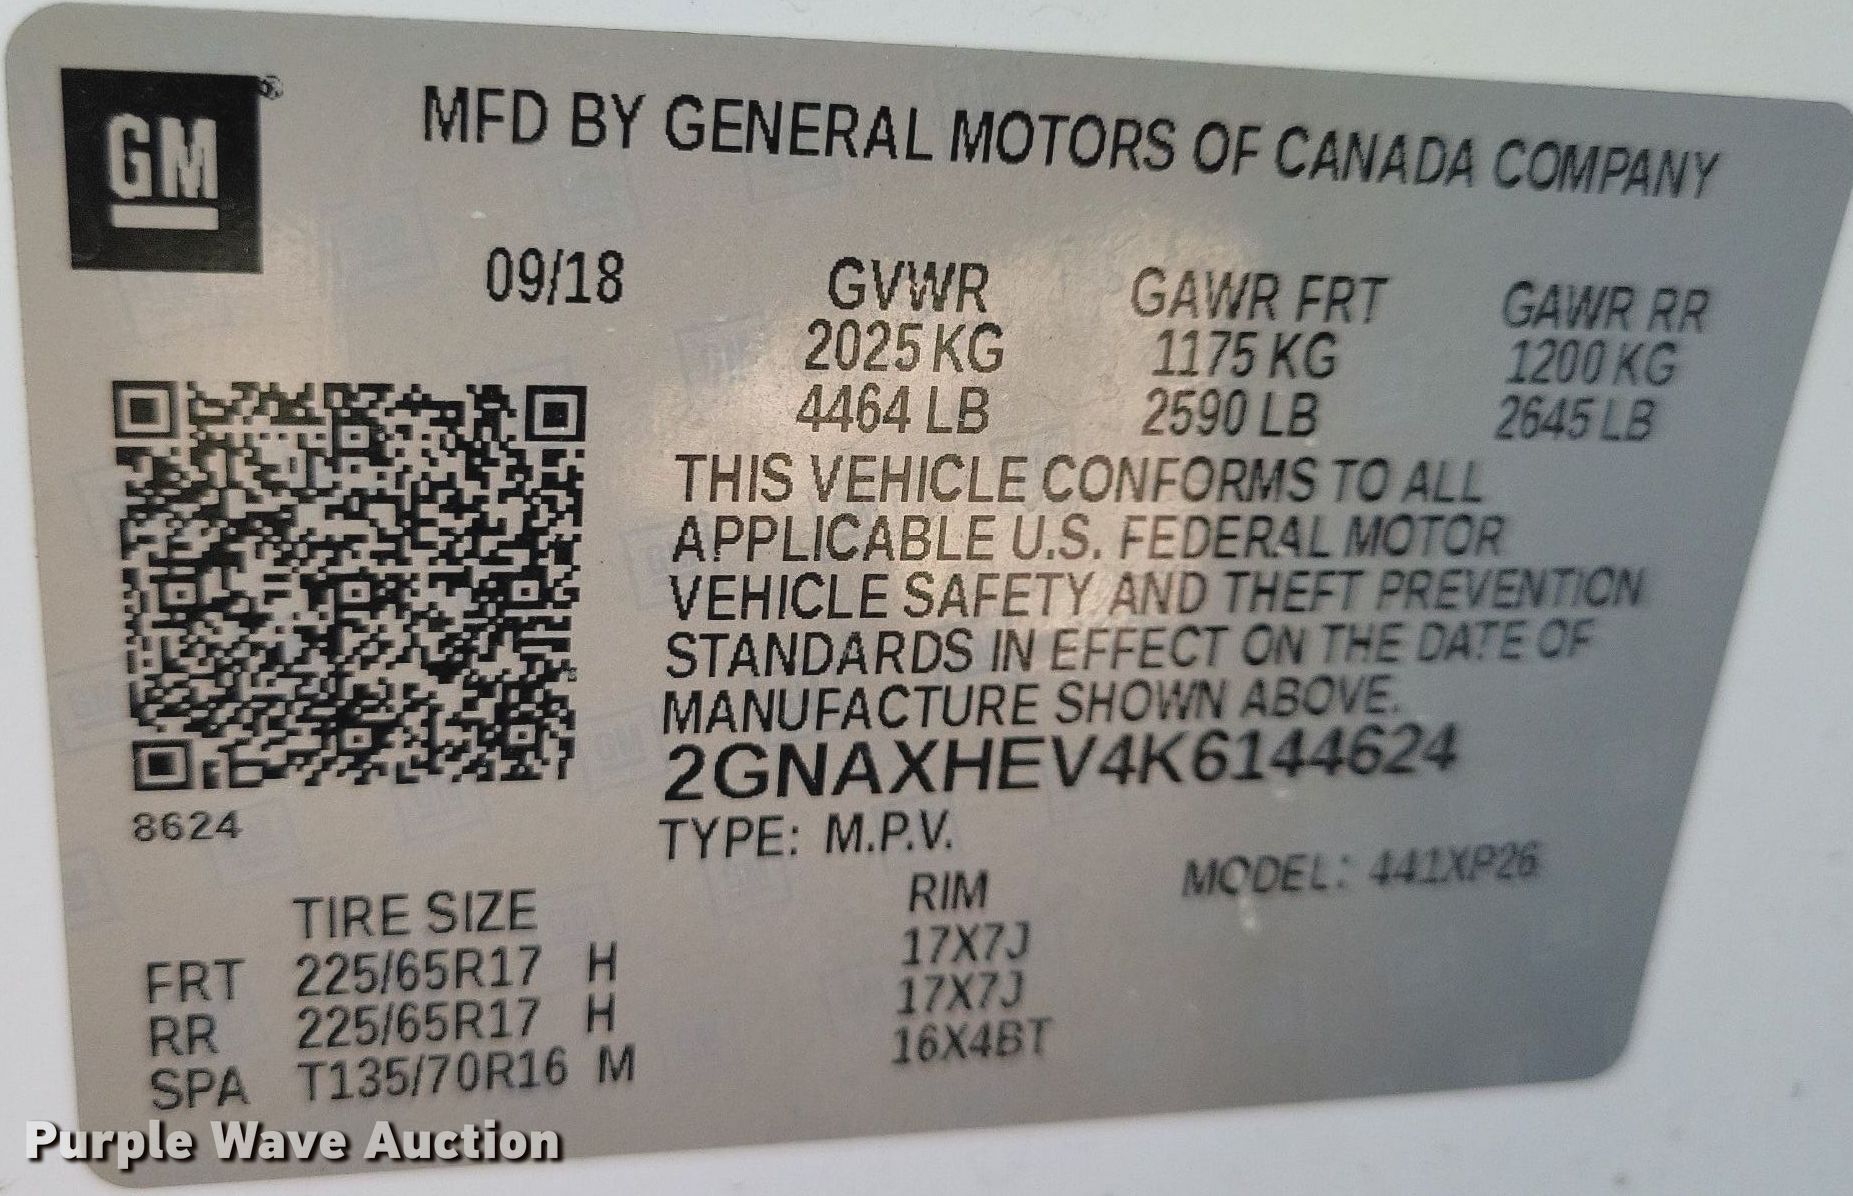 GM
MFD BY GENERAL MOTORS OF CANADA COMPANY
09/18 GVWR GAWR FRT GAWR RR
2025 KG 1175 KG 1200 KG
4464 LB 2590 LB 2645 LB
THIS VEHICLE CONFORMS TO ALL
APPLICABLE U.S. FEDERAL MOTOR
VEHICLE SAFETY AND THEFT PREVENTION
STANDARDS IN EFFECT ON THE DATE OF
MANUFACTURE SHOWN ABOVE.
2GNAXHEV4K6144624
8624
TYPE: M.P.V.
MODEL: 441XP26
TIRE SIZE RIM
FRT 225/65R17 H 17X7J
RR 225/65R17 H 17X7J
SPA T135/70R16 M 16X4BT
Purple Wave Auction